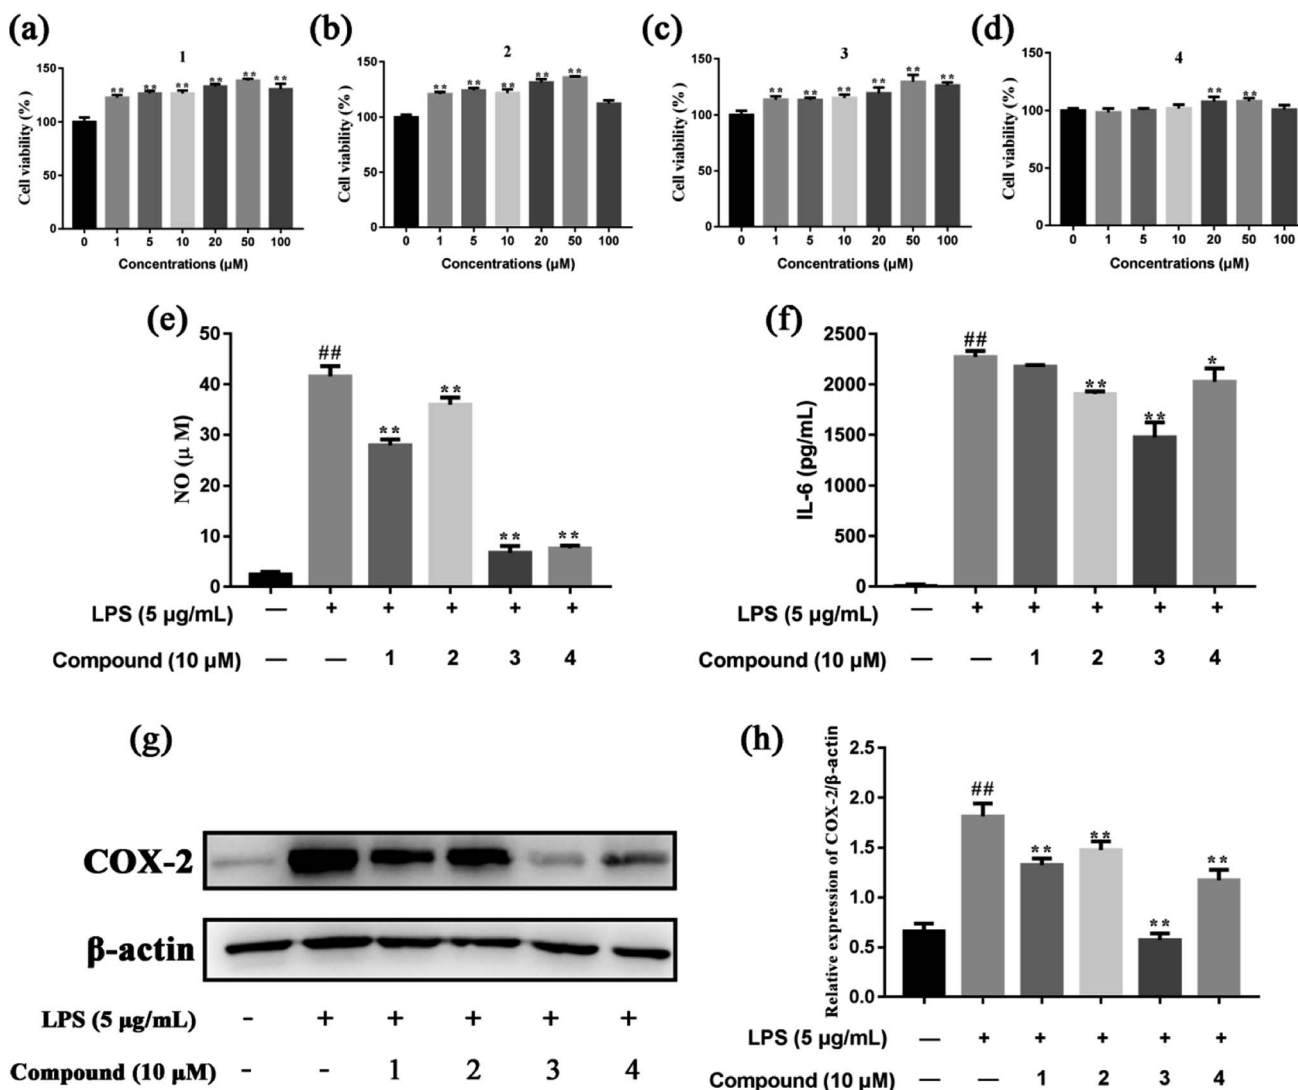 (a)
1
Cell viability (%)
150
100
50
0
** ** ** ** ** **
0 1 5 10 20 50 100
Concentrations (μM)
(b)
2
Cell viability (%)
150
100
50
0
** ** ** ** **
0 1 5 10 20 50 100
Concentrations (μM)
(c)
3
Cell viability (%)
150
100
50
0
** ** ** ** ** **
0 1 5 10 20 50 100
Concentrations (μM)
(d)
4
Cell viability (%)
150
100
50
0
** **
0 1 5 10 20 50 100
Concentrations (μM)
(e)
NO (μ M)
50
40
30
20
10
0
## ** ** ** **
LPS (5 μg/mL) — + + + + +
Compound (10 μM) — — 1 2 3 4
(f)
IL-6 (pg/mL)
2500
2000
1500
1000
500
0
## ** ** *
LPS (5 μg/mL) — + + + + +
Compound (10 μM) — — 1 2 3 4
(g)
COX-2
β-actin
LPS (5 μg/mL) - + + + + +
Compound (10 μM) - - 1 2 3 4
(h)
Relative expression of COX-2/β-actin
2.5
2.0
1.5
1.0
0.5
0.0
## ** ** ** **
LPS (5 μg/mL) — + + + + +
Compound (10 μM) — — 1 2 3 4